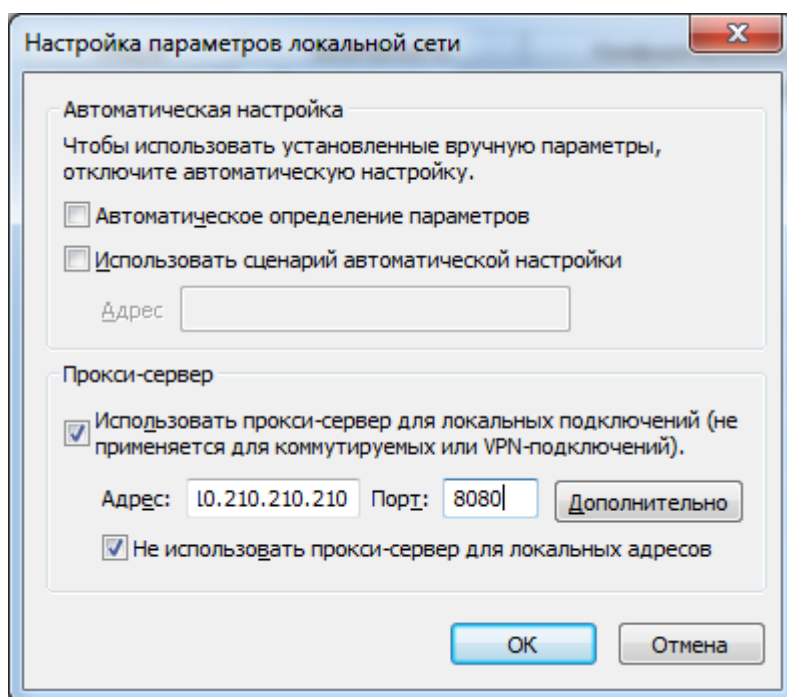 Настройка параметров локальной сети
Автоматическая настройка
Чтобы использовать установленные вручную параметры,
отключите автоматическую настройку.
Автоматическое определение параметров
Использовать сценарий автоматической настройки
Адрес
Прокси-сервер
Использовать прокси-сервер для локальных подключений (не
применяется для коммутируемых или VPN-подключений).
Адрес: 10.210.210.210 Порт: 8080 Дополнительно
Не использовать прокси-сервер для локальных адресов
ОК Отмена